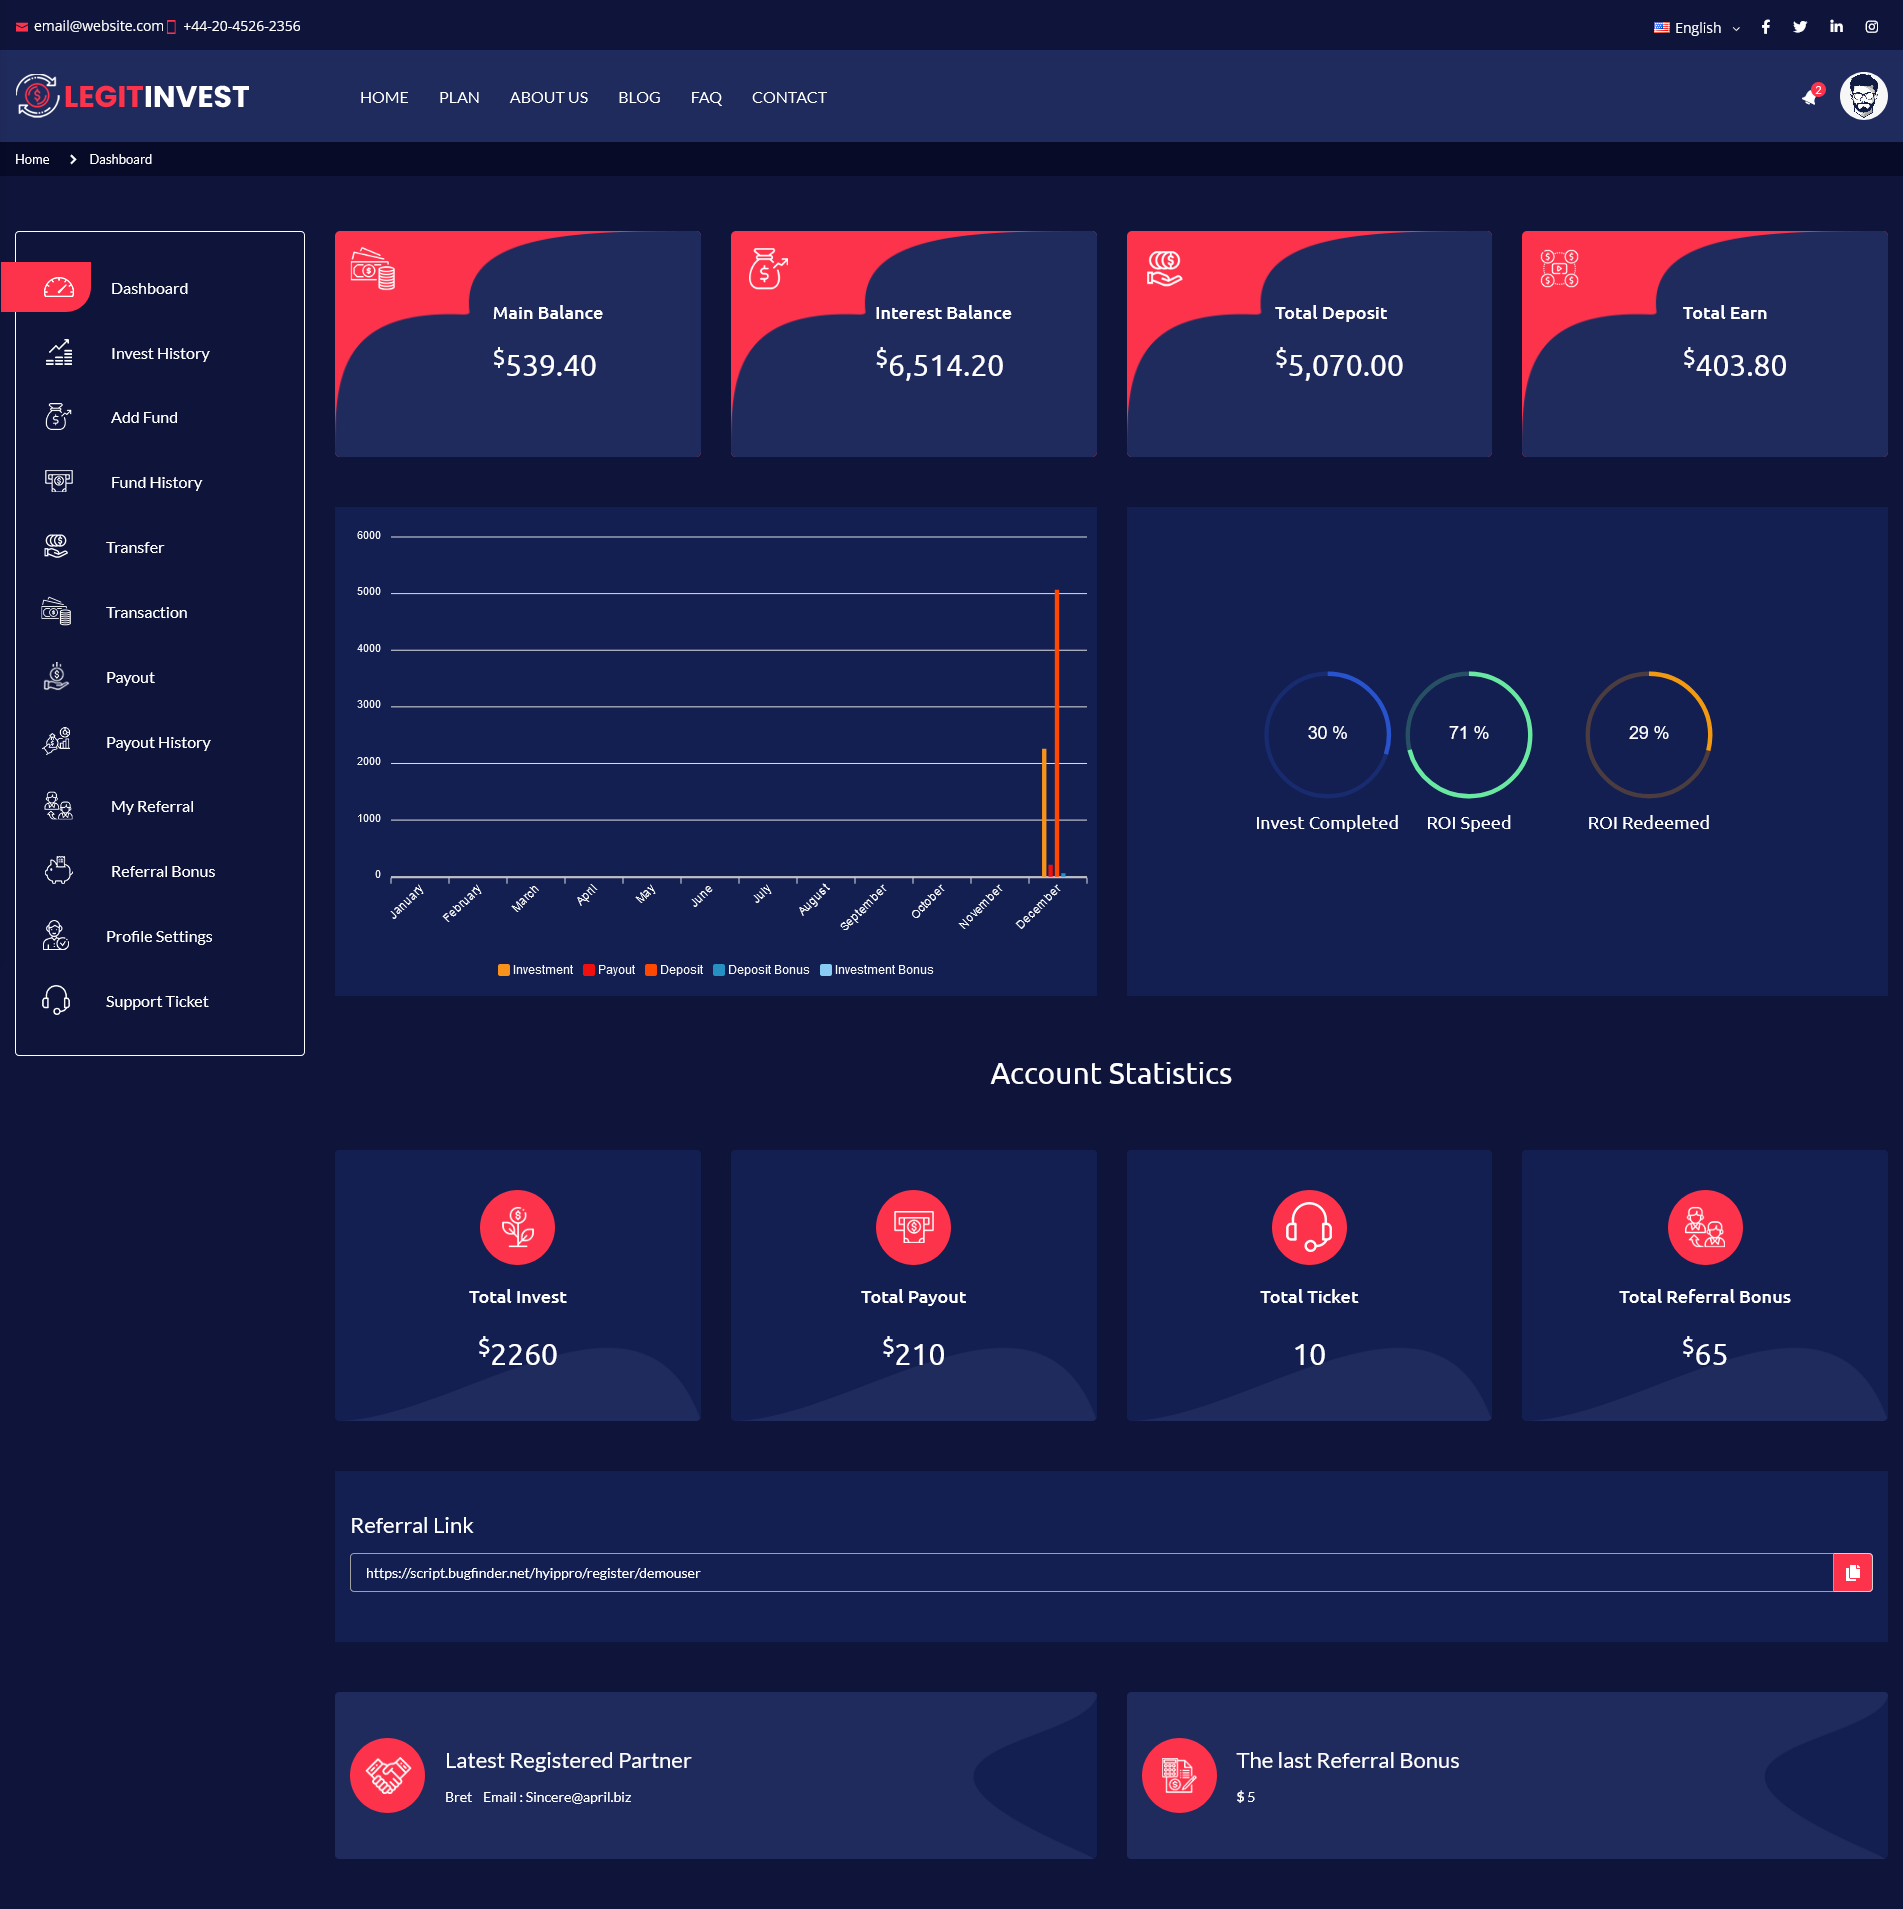 email@website.com +44-20-4526-2356
English
LEGITINVEST
HOME PLAN ABOUT US BLOG FAQ CONTACT
2
Home Dashboard
Dashboard
Invest History
Add Fund
Fund History
Transfer
Transaction
Payout
Payout History
My Referral
Referral Bonus
Profile Settings
Support Ticket
Main Balance
$539.40
Interest Balance
$6,514.20
Total Deposit
$5,070.00
Total Earn
$403.80
6000
5000
4000
3000
2000
1000
0
January February March April May June July August September October November December
Investment Payout Deposit Deposit Bonus Investment Bonus
30 % 71 % 29 %
Invest Completed ROI Speed ROI Redeemed
Account Statistics
Total Invest
$2260
Total Payout
$210
Total Ticket
10
Total Referral Bonus
$65
Referral Link
https://script.bugfinder.net/hyippro/register/demouser
Latest Registered Partner
Bret Email : Sincere@april.biz
The last Referral Bonus
$ 5